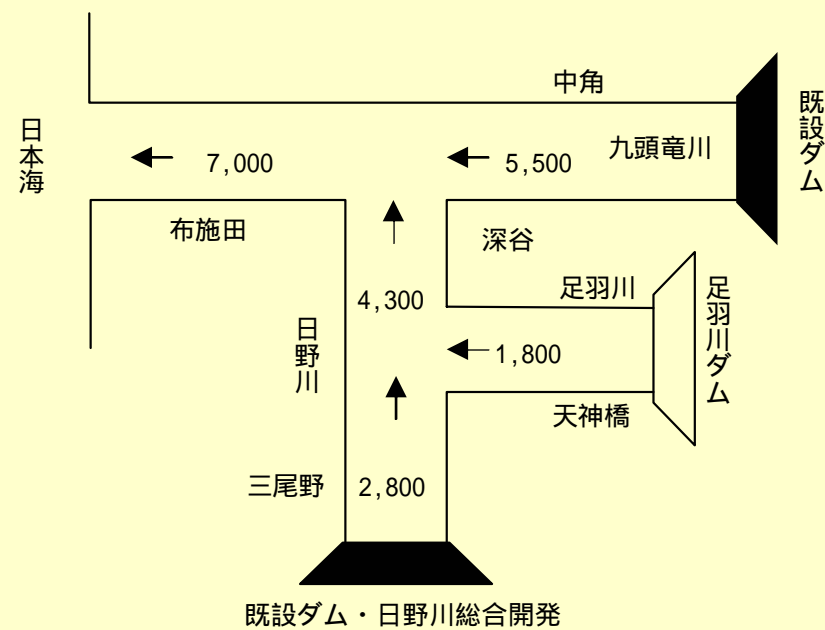 中角
既設ダム
日本海
7,000
5,500
九頭竜川
布施田
深谷
4,300
足羽川
足羽川ダム
日野川
1,800
天神橋
三尾野
2,800
既設ダム・日野川総合開発